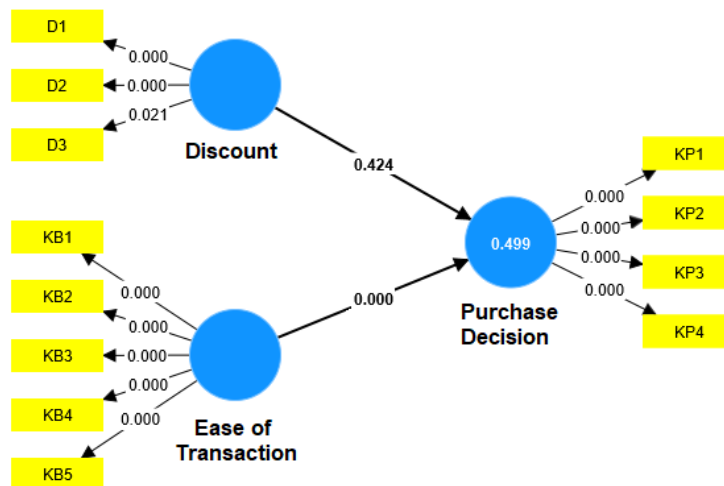 D1
D2
D3
0.000
0.000
0.021
Discount
0.424
KB1
KB2
KB3
KB4
KB5
0.000
0.000
0.000
0.000
0.000
Ease of
Transaction
0.000
0.499
Purchase
Decision
0.000
0.000
0.000
0.000
KP1
KP2
KP3
KP4